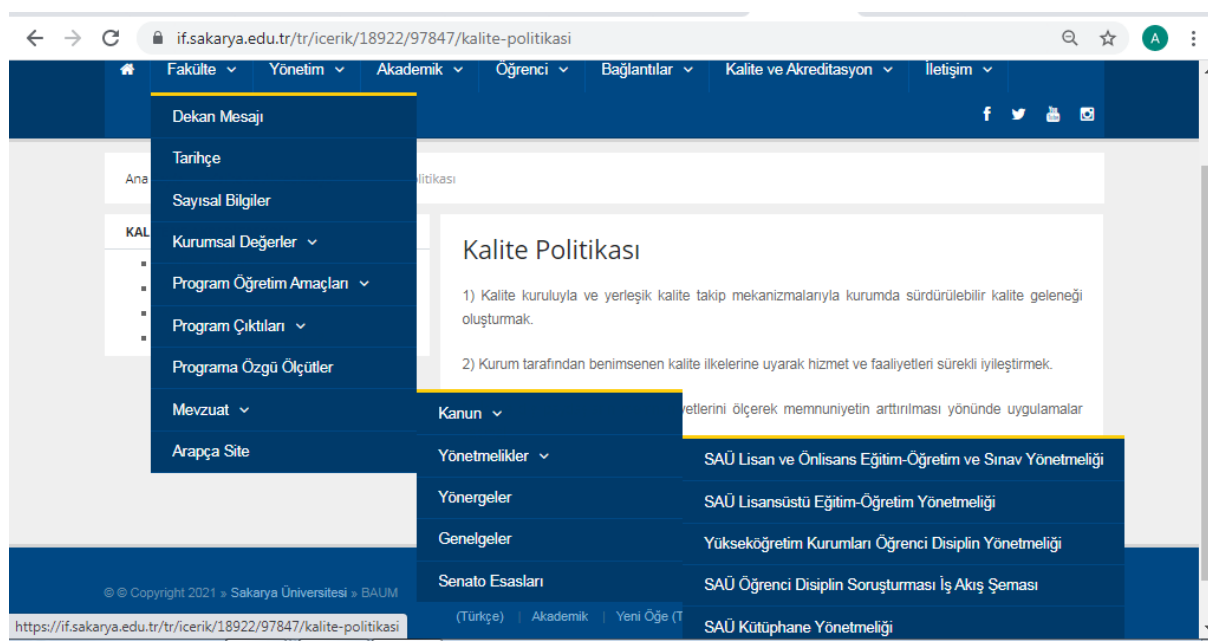 if.sakarya.edu.tr/tr/icerik/18922/97847/kalite-politikasi
A
Fakülte Yönetim Akademik Öğrenci Bağlantılar Kalite ve Akreditasyon İletişim
Dekan Mesajı
Tarihçe
Ana
Sayısal Bilgiler
KAL
Kurumsal Değerler
Program Öğretim Amaçları
Program Çıktıları
Programa Özgü Ölçütler
Mevzuat
Arapça Site
Kalite Politikası
1) Kalite kuruluyla ve yerleşik kalite takip mekanizmalarıyla kurumda sürdürülebilir kalite geleneği
oluşturmak.
2) Kurum tarafından benimsenen kalite ilkelerine uyarak hizmet ve faaliyetleri sürekli iyileştirmek.
ölçerek memnuniyetin arttırılması yönünde uygulamalar
Kanun
Yönetmelikler
Yönergeler
Genelgeler
Senato Esasları
SAÜ Lisan ve Önlisans Eğitim-Öğretim ve Sınav Yönetmeliği
SAÜ Lisansüstü Eğitim-Öğretim Yönetmeliği
Yükseköğretim Kurumları Öğrenci Disiplin Yönetmeliği
SAÜ Öğrenci Disiplin Soruşturması İş Akış Şeması
SAÜ Kütüphane Yönetmeliği
© © Copyright 2021 » Sakarya Üniversitesi » BAUM
(Türkçe) | Akademik | Yeni Öğe
https://if.sakarya.edu.tr/tr/icerik/18922/97847/kalite-politikasi